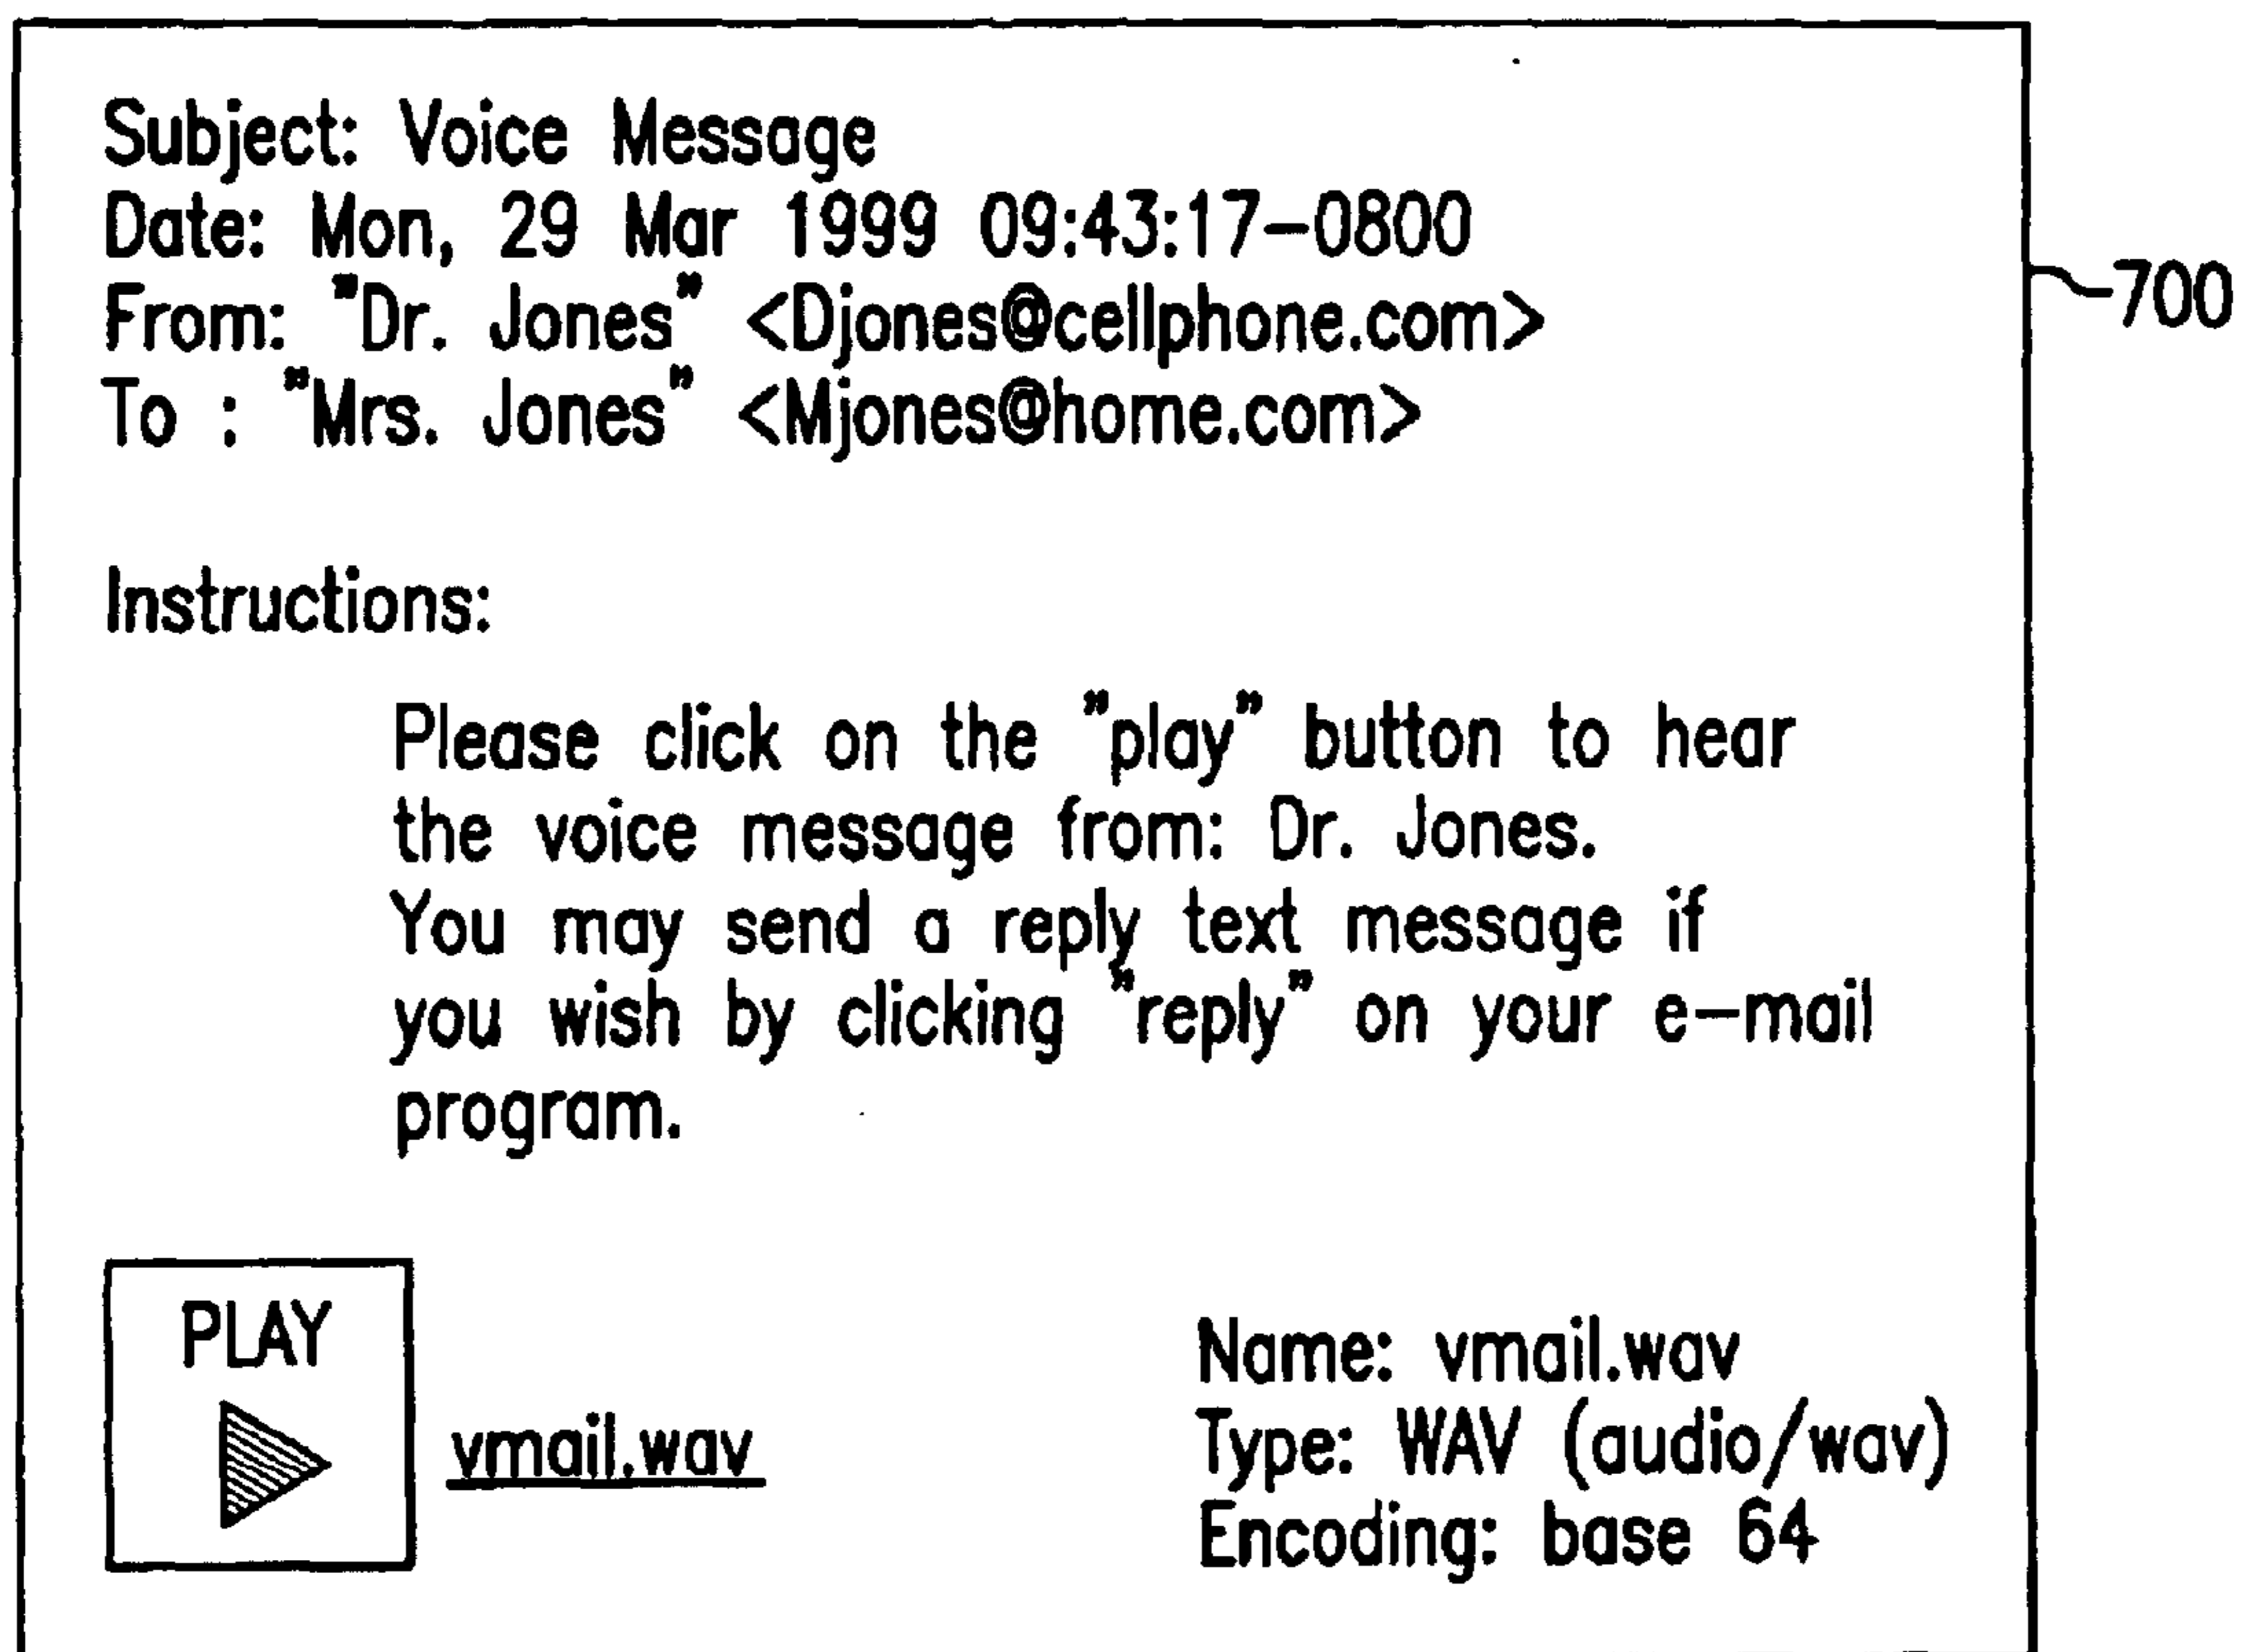 Subject: Voice Message
Date: Mon, 29 Mar 1999 09:43:17-0800
From: "Dr. Jones" <Djones@cellphone.com>
700
To : "Mrs. Jones" <Mjones@home.com>
Instructions:
Please click on the "play" button to hear
the voice message from: Dr. Jones.
You may send a reply text message if
you wish by clicking "reply" on your e-mail
program.
PLAY
vmail.wav
Name: vmail.wav
Type: WAV (audio/wav)
Encoding: base 64